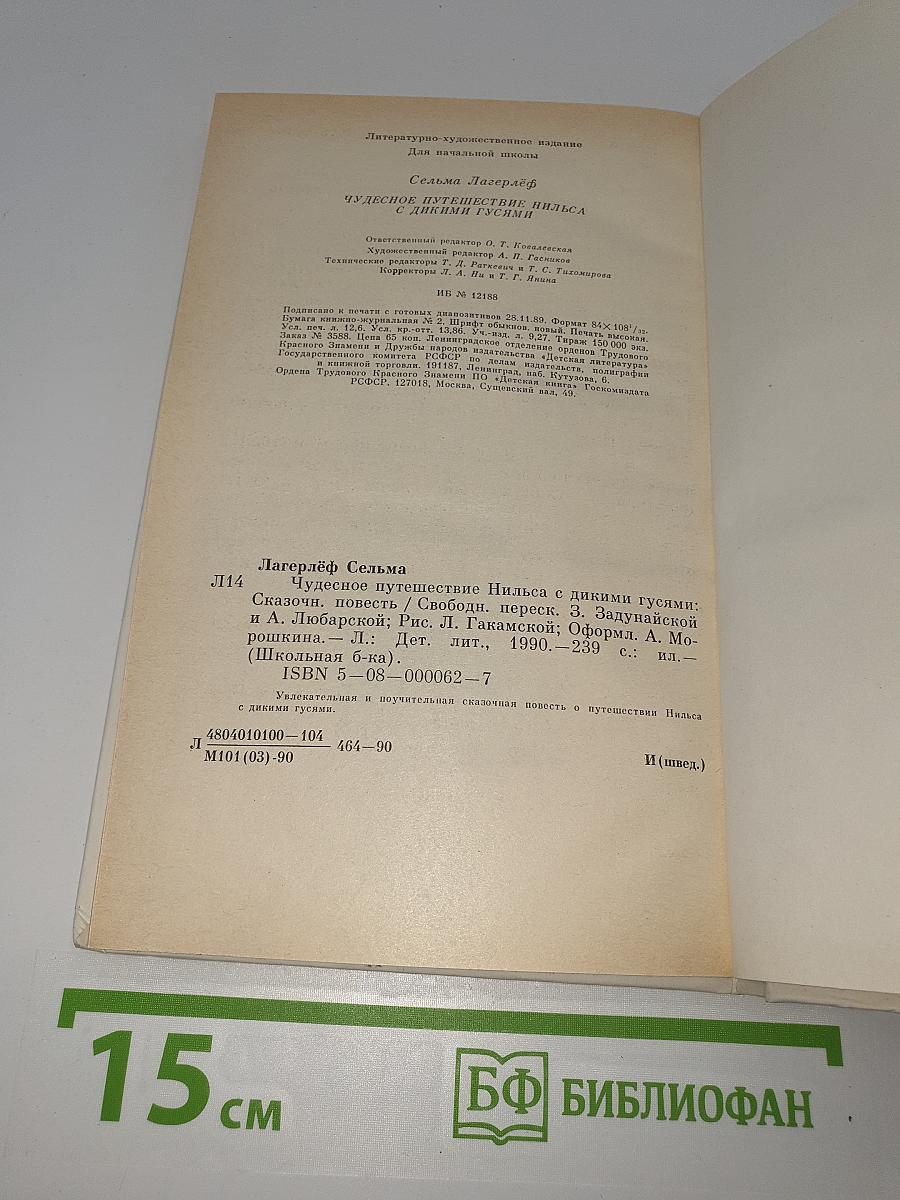 Литературно-художественное издание
Для начальной школы
Сельма Лагерлёф
ЧУДЕСНОЕ ПУТЕШЕСТВИЕ НИЛЬСА
С ДИКИМИ ГУСЯМИ
Ответственный редактор О. Т. Ковалевская
Художественный редактор А. П. Гасников
Технические редакторы Т. Д. Раткевич и Т. С. Тихомирова
Корректоры Л. А. Ни и Т. Г. Янина
ИБ № 12188
Подписано к печати с готовых диапозитивов 28.11.89. Формат 84×108¹/₃₂.
Бумага книжно-журнальная № 2. Шрифт обыкнов. новый. Печать высокая.
Усл. печ. л. 12,6. Усл. кр.-отт. 13,86. Уч.-изд. л. 9,27. Тираж 150 000 экз.
Заказ № 3588. Цена 65 коп. Ленинградское отделение орденов Трудового
Красного Знамени и Дружбы народов издательства «Детская литература»
Государственного комитета РСФСР по делам издательств, полиграфии
и книжной торговли. 191187, Ленинград, наб. Кутузова, 6.
Ордена Трудового Красного Знамени ПО «Детская книга» Госкомиздата
РСФСР. 127018, Москва, Сущевский вал, 49.
Лагерлёф Сельма
Л14 Чудесное путешествие Нильса с дикими гусями:
Сказочн. повесть / Свободн. переск. З. Задунайской
и А. Любарской; Рис. Л. Гакамской; Оформл. А. Мо-
рошкина.— Л.: Дет. лит., 1990.—239 с.: ил.—
(Школьная б-ка).
ISBN 5—08—000062—7
Увлекательная и поучительная сказочная повесть о путешествии Нильса
с дикими гусями.
Л 4804010100—104 464—90
М101(03)-90
И(швед.)
15 см
БФ БИБЛИОФАН